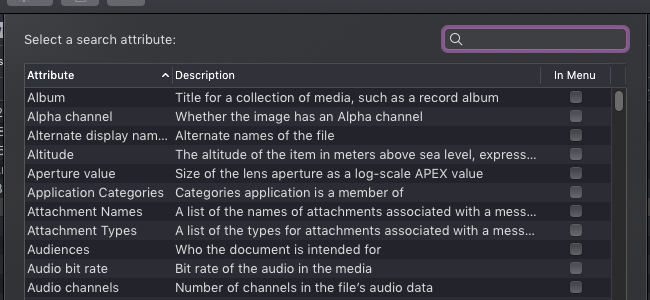 Select a search attribute:
Attribute Description In Menu
Album Title for a collection of media, such as a record album
Alpha channel Whether the image has an Alpha channel
Alternate display nam... Alternate names of the file
Altitude The altitude of the item in meters above sea level, express...
Aperture value Size of the lens aperture as a log-scale APEX value
Application Categories Categories application is a member of
Attachment Names A list of the names of attachments associated with a mess...
Attachment Types A list of the types for attachments associated with a mess...
Audiences Who the document is intended for
Audio bit rate Bit rate of the audio in the media
Audio channels Number of channels in the file's audio data